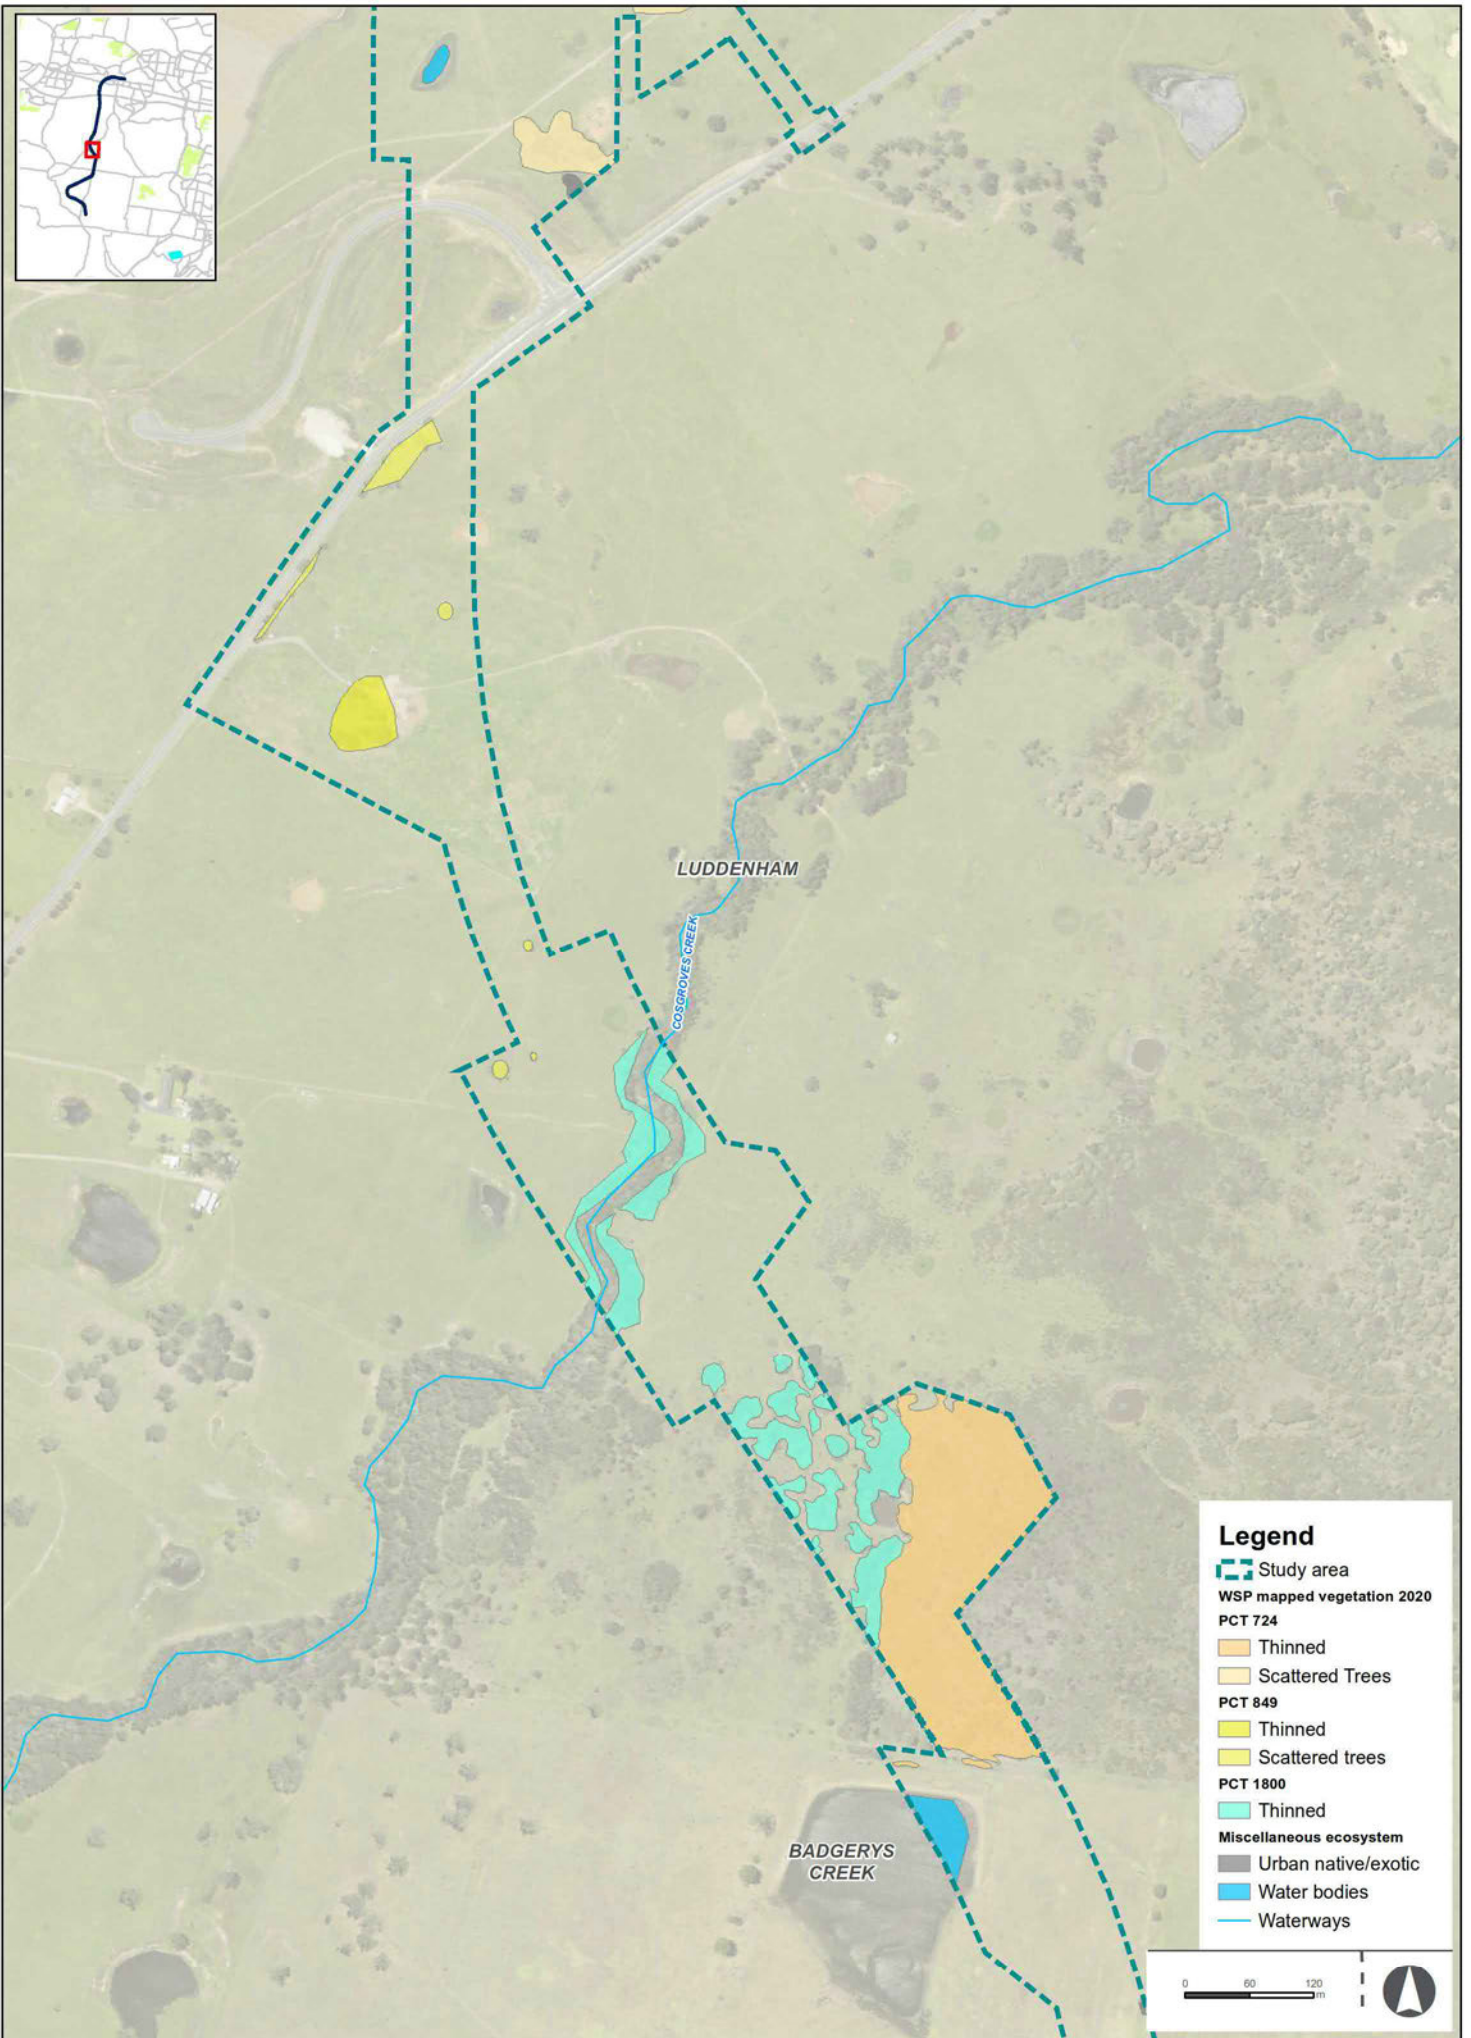 LUDDENHAM
COSGROVES CREEK
BADGERYS
CREEK
Legend
Study area
WSP mapped vegetation 2020
PCT 724
Thinned
Scattered Trees
PCT 849
Thinned
Scattered trees
PCT 1800
Thinned
Miscellaneous ecosystem
Urban native/exotic
Water bodies
Waterways
0 60 120
m